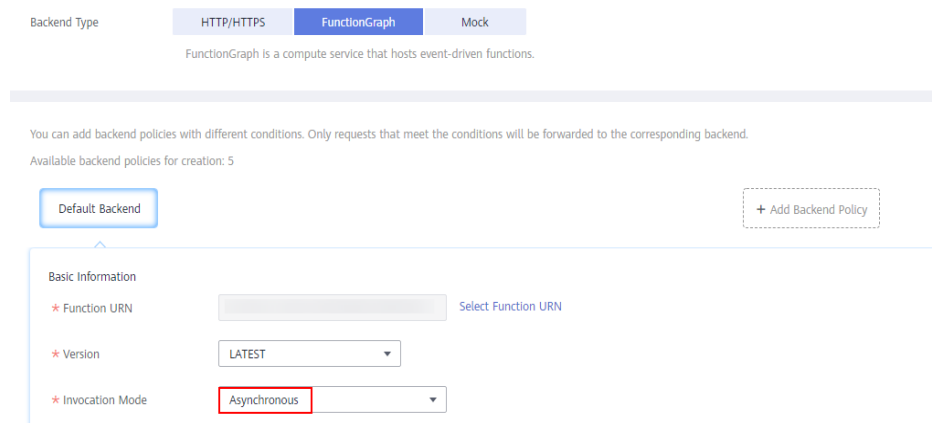 Backend Type HTTP/HTTPS FunctionGraph Mock
FunctionGraph is a compute service that hosts event-driven functions.
You can add backend policies with different conditions. Only requests that meet the conditions will be forwarded to the corresponding backend.
Available backend policies for creation: 5
Default Backend + Add Backend Policy
Basic Information
* Function URN Select Function URN
* Version LATEST
* Invocation Mode Asynchronous